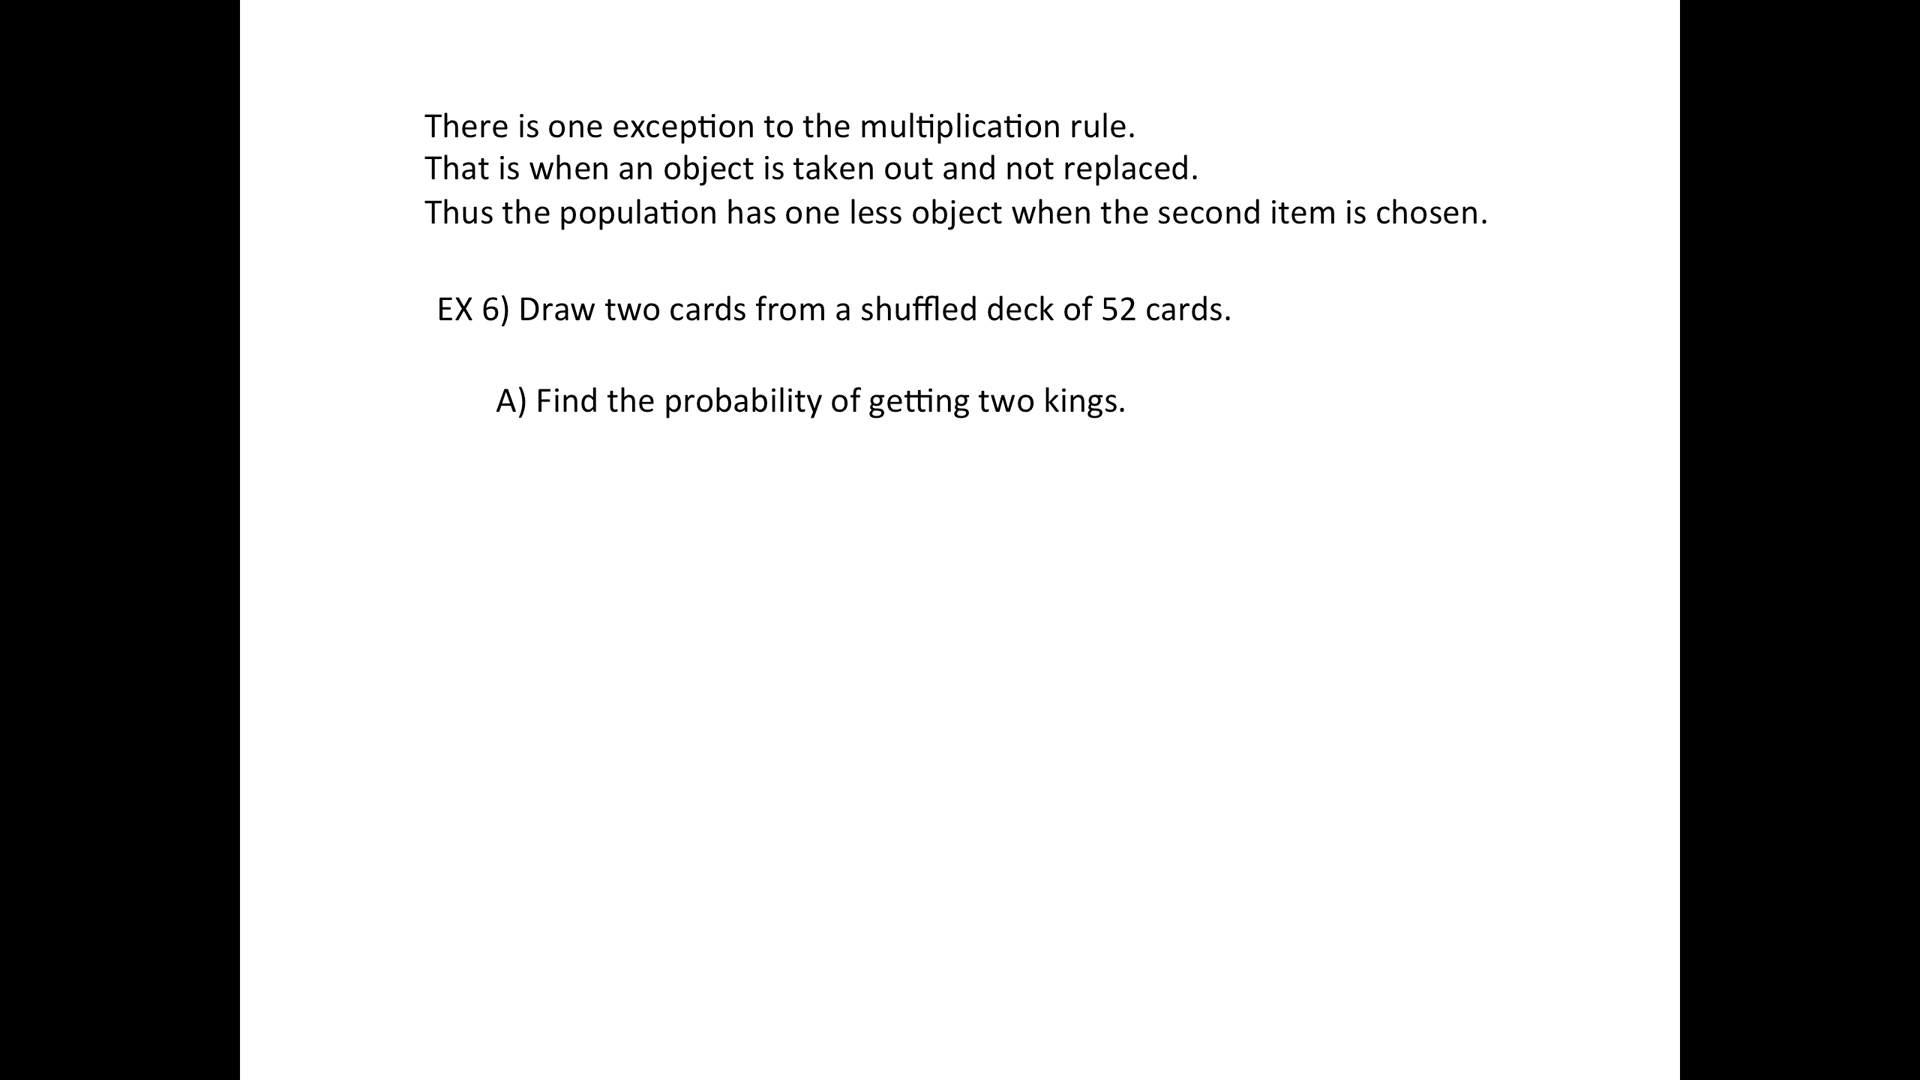 There is one exception to the multiplication rule.
That is when an object is taken out and not replaced.
Thus the population has one less object when the second item is chosen.
EX 6) Draw two cards from a shuffled deck of 52 cards.
A) Find the probability of getting two kings.